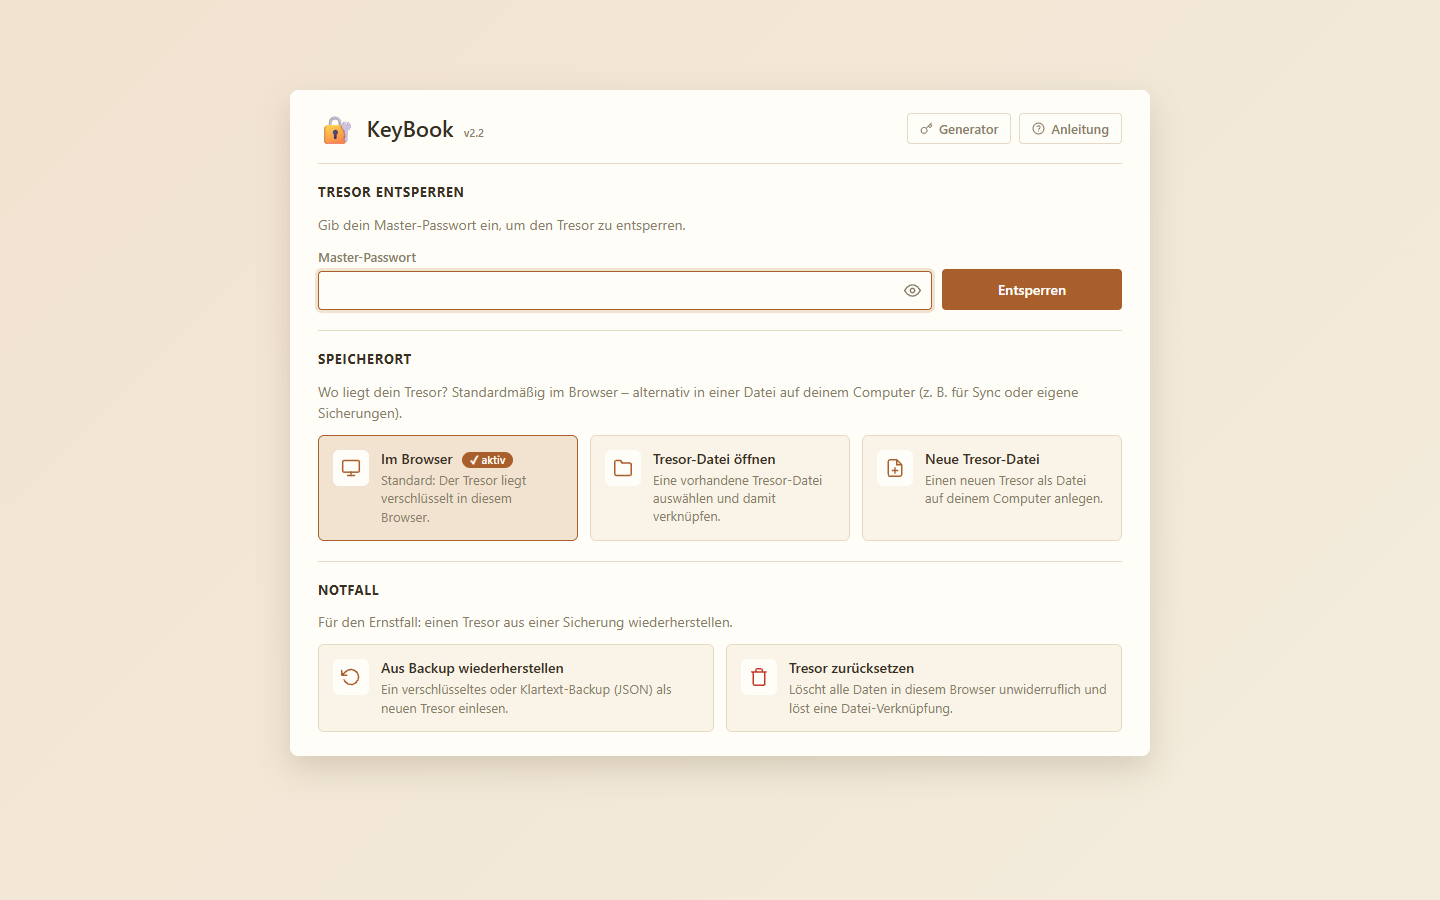 KeyBook v2.2
Generator
Anleitung
TRESOR ENTSPERREN
Gib dein Master-Passwort ein, um den Tresor zu entsperren.
Master-Passwort
Entsperren
SPEICHERORT
Wo liegt dein Tresor? Standardmäßig im Browser – alternativ in einer Datei auf deinem Computer (z. B. für Sync oder eigene
Sicherungen).
Im Browser ✓ aktiv
Standard: Der Tresor liegt
verschlüsselt in diesem
Browser.
Tresor-Datei öffnen
Eine vorhandene Tresor-Datei
auswählen und damit
verknüpfen.
Neue Tresor-Datei
Einen neuen Tresor als Datei
auf deinem Computer anlegen.
NOTFALL
Für den Ernstfall: einen Tresor aus einer Sicherung wiederherstellen.
Aus Backup wiederherstellen
Ein verschlüsseltes oder Klartext-Backup (JSON) als
neuen Tresor einlesen.
Tresor zurücksetzen
Löscht alle Daten in diesem Browser unwiderruflich und
löst eine Datei-Verknüpfung.